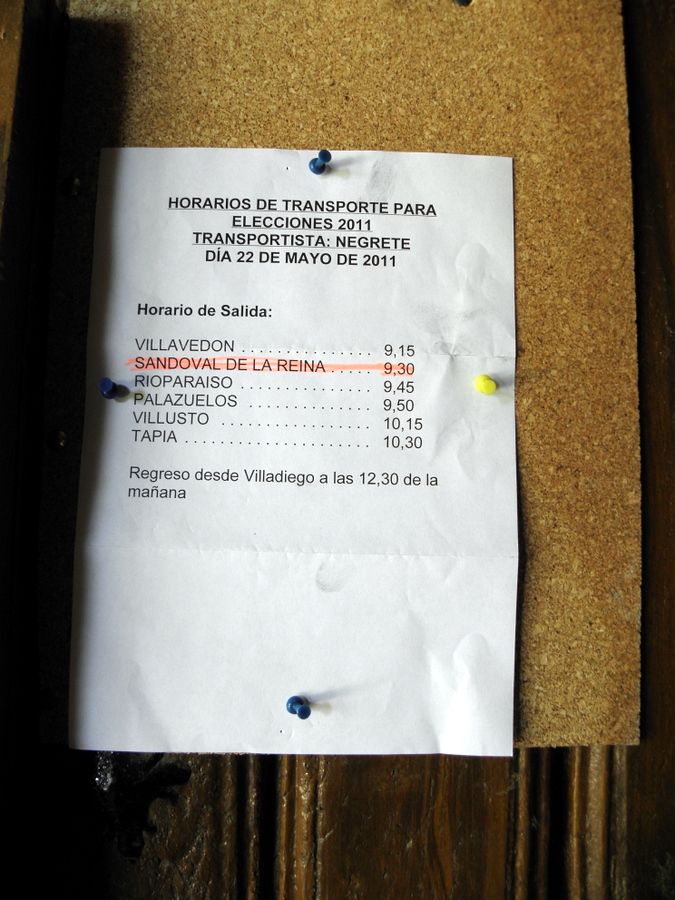 HORARIOS DE TRANSPORTE PARA
ELECCIONES 2011
TRANSPORTISTA: NEGRETE
DÍA 22 DE MAYO DE 2011
Horario de Salida:
VILLAVEDON . . . . . . . . . . . . . . . 9,15
SANDOVAL DE LA REINA . . . . . 9,30
RIOPARAISO . . . . . . . . . . . . . . . 9,45
PALAZUELOS . . . . . . . . . . . . . . 9,50
VILLUSTO . . . . . . . . . . . . . . . . . 10,15
TAPIA . . . . . . . . . . . . . . . . . . . . . 10,30
Regreso desde Villadiego a las 12,30 de la
mañana